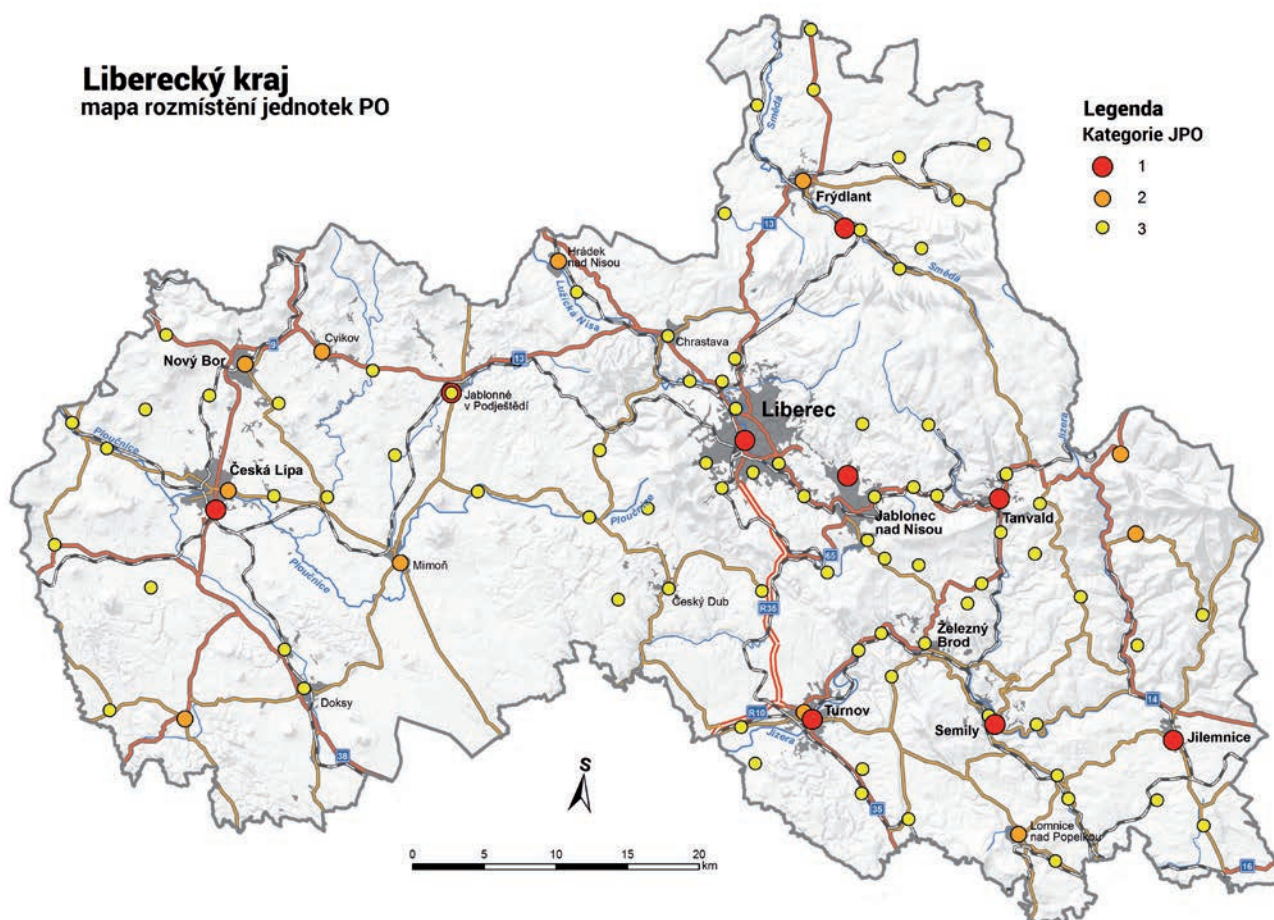 Liberecký kraj
mapa rozmístění jednotek PO
Legenda
Kategorie JPO
1
2
3
Smědá
Frýdlant
13
Smědá
Hrádek
nad Nisou
Lužická Nisa
Chrastava
Cvikov
9
Nový Bor
13
Jablonné
v Podještědí
Liberec
Jizera
Ploučnice
Česká Lípa
Ploučnice
Jablonec
nad Nisou
Tanvald
65
Mimoň
Ploučnice
Český Dub
R35
Železný
Brod
Doksy
R10
Turnov
Jizera
Semily
14
Jilemnice
38
S
35
Lomnice
nad Popelkou
16
0 5 10 15 20
km